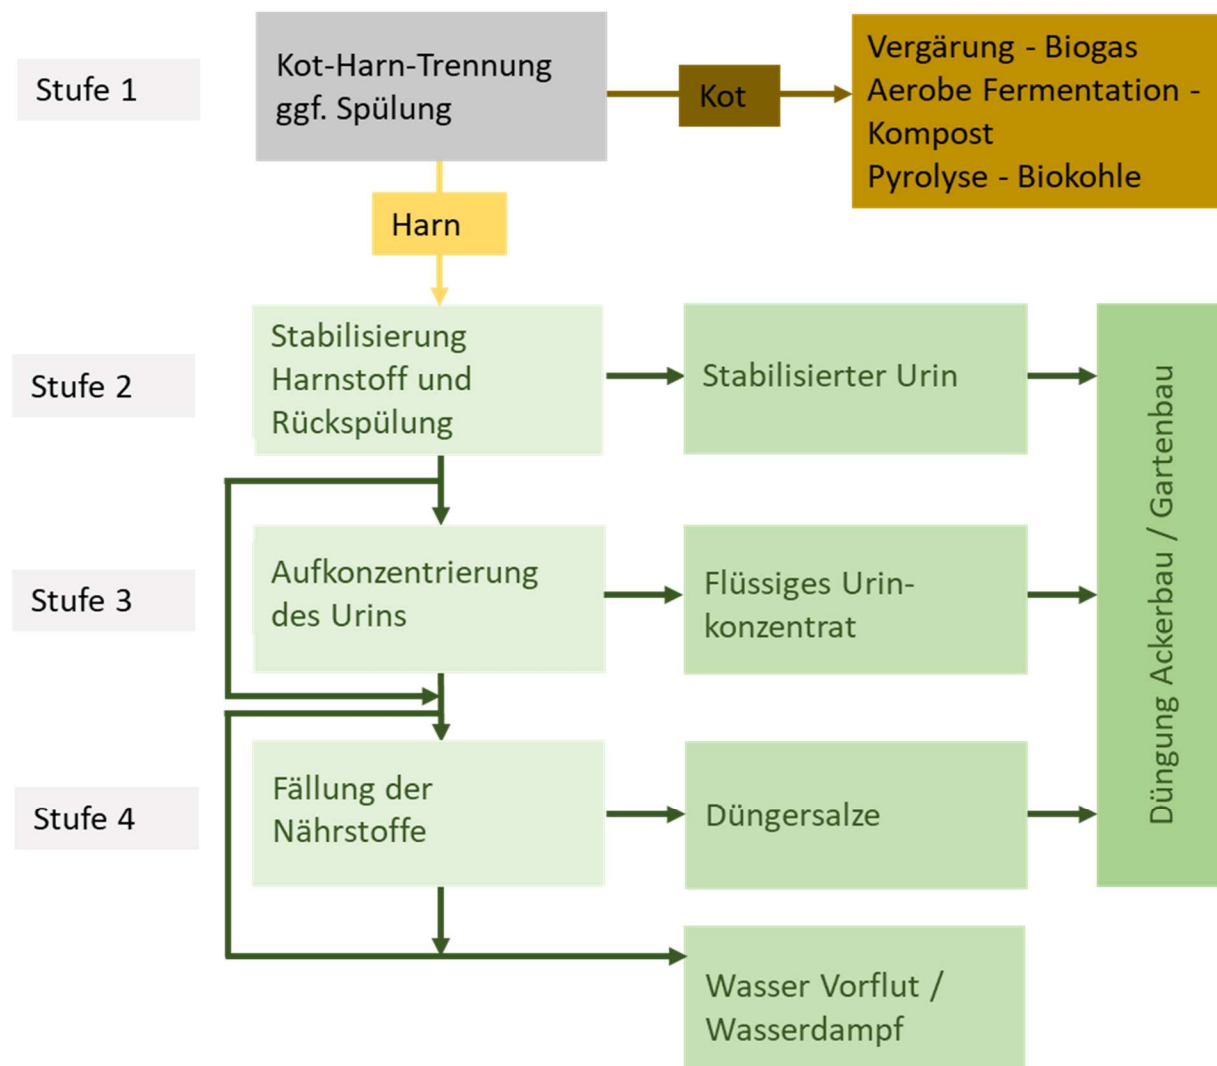 Stufe 1
Kot-Harn-Trennung
ggf. Spülung
Kot
Vergärung - Biogas
Aerobe Fermentation -
Kompost
Pyrolyse - Biokohle
Harn
Stufe 2
Stabilisierung
Harnstoff und
Rückspülung
Stabilisierter Urin
Düngung Ackerbau / Gartenbau
Stufe 3
Aufkonzentrierung
des Urins
Flüssiges Urin-
konzentrat
Stufe 4
Fällung der
Nährstoffe
Düngersalze
Wasser Vorflut /
Wasserdampf